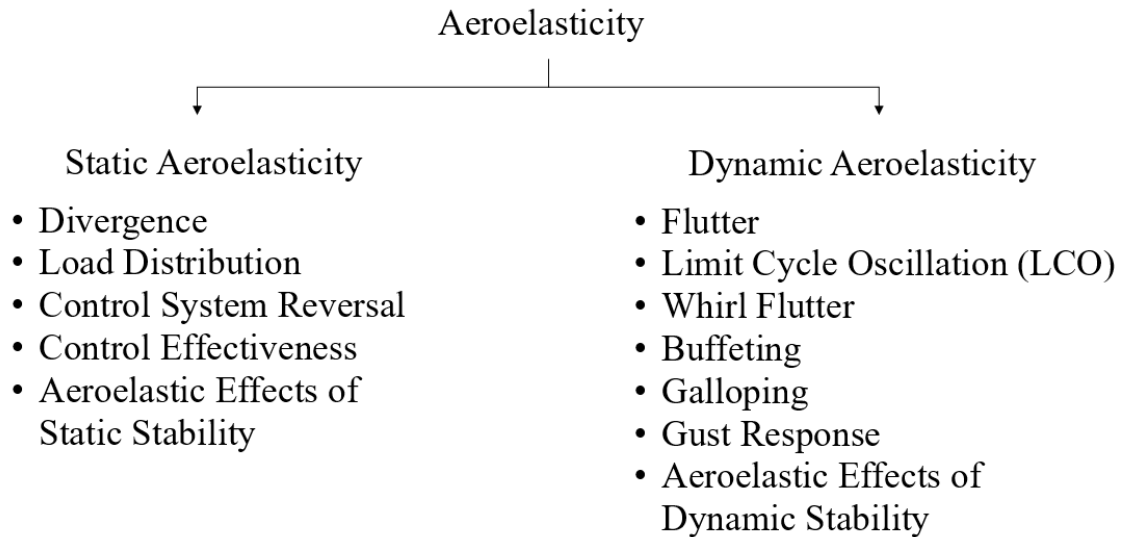 Aeroelasticity
Static Aeroelasticity
• Divergence
• Load Distribution
• Control System Reversal
• Control Effectiveness
• Aeroelastic Effects of
Static Stability
Dynamic Aeroelasticity
• Flutter
• Limit Cycle Oscillation (LCO)
• Whirl Flutter
• Buffeting
• Galloping
• Gust Response
• Aeroelastic Effects of
Dynamic Stability